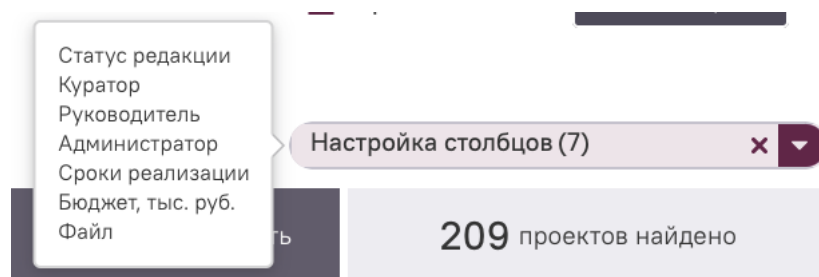 Статус редакции
Куратор
Руководитель
Администратор
Сроки реализации
Бюджет, тыс. руб.
Файл
Настройка столбцов (7)
209 проектов найдено